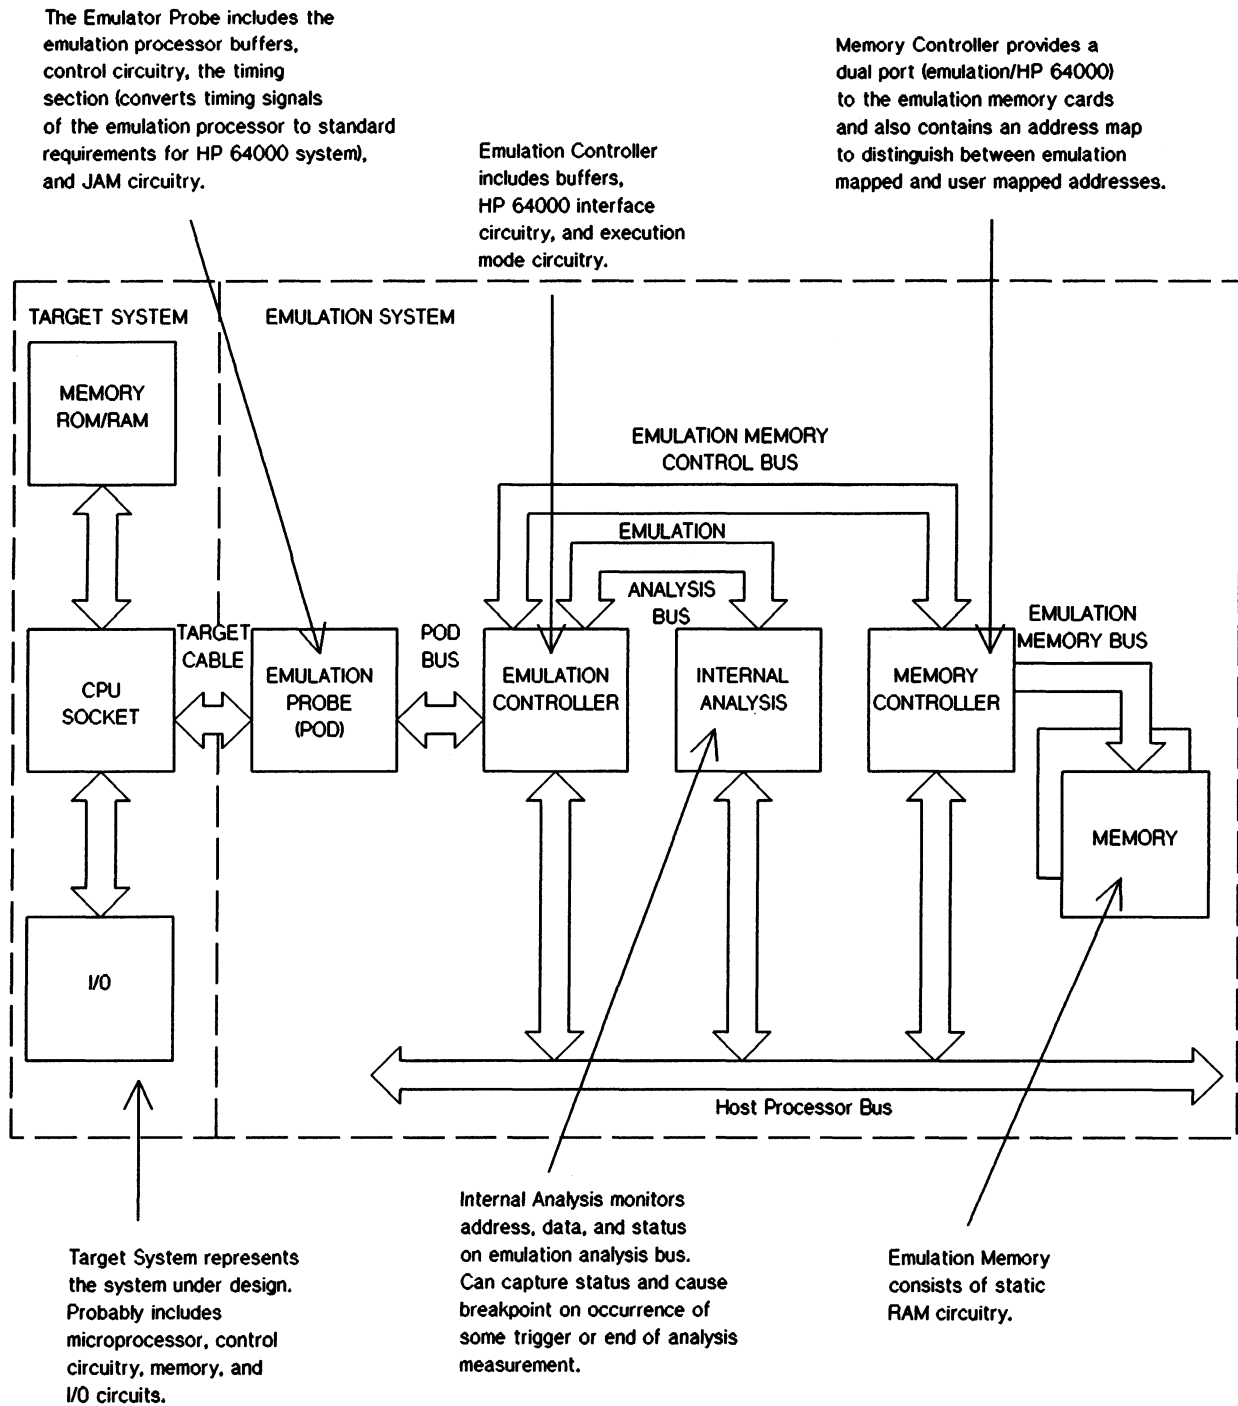 The Emulator Probe includes the
emulation processor buffers,
control circuitry, the timing
section (converts timing signals
of the emulation processor to standard
requirements for HP 64000 system),
and JAM circuitry.
Emulation Controller
includes buffers,
HP 64000 interface
circuitry, and execution
mode circuitry.
Memory Controller provides a
dual port (emulation/HP 64000)
to the emulation memory cards
and also contains an address map
to distinguish between emulation
mapped and user mapped addresses.
TARGET SYSTEM
EMULATION SYSTEM
MEMORY
ROM/RAM
EMULATION MEMORY
CONTROL BUS
EMULATION
ANALYSIS
BUS
TARGET
CABLE
POD
BUS
EMULATION
MEMORY BUS
CPU
SOCKET
EMULATION
PROBE
(POD)
EMULATION
CONTROLLER
INTERNAL
ANALYSIS
MEMORY
CONTROLLER
MEMORY
I/O
Host Processor Bus
Target System represents
the system under design.
Probably includes
microprocessor, control
circuitry, memory, and
I/O circuits.
Internal Analysis monitors
address, data, and status
on emulation analysis bus.
Can capture status and cause
breakpoint on occurrence of
some trigger or end of analysis
measurement.
Emulation Memory
consists of static
RAM circuitry.